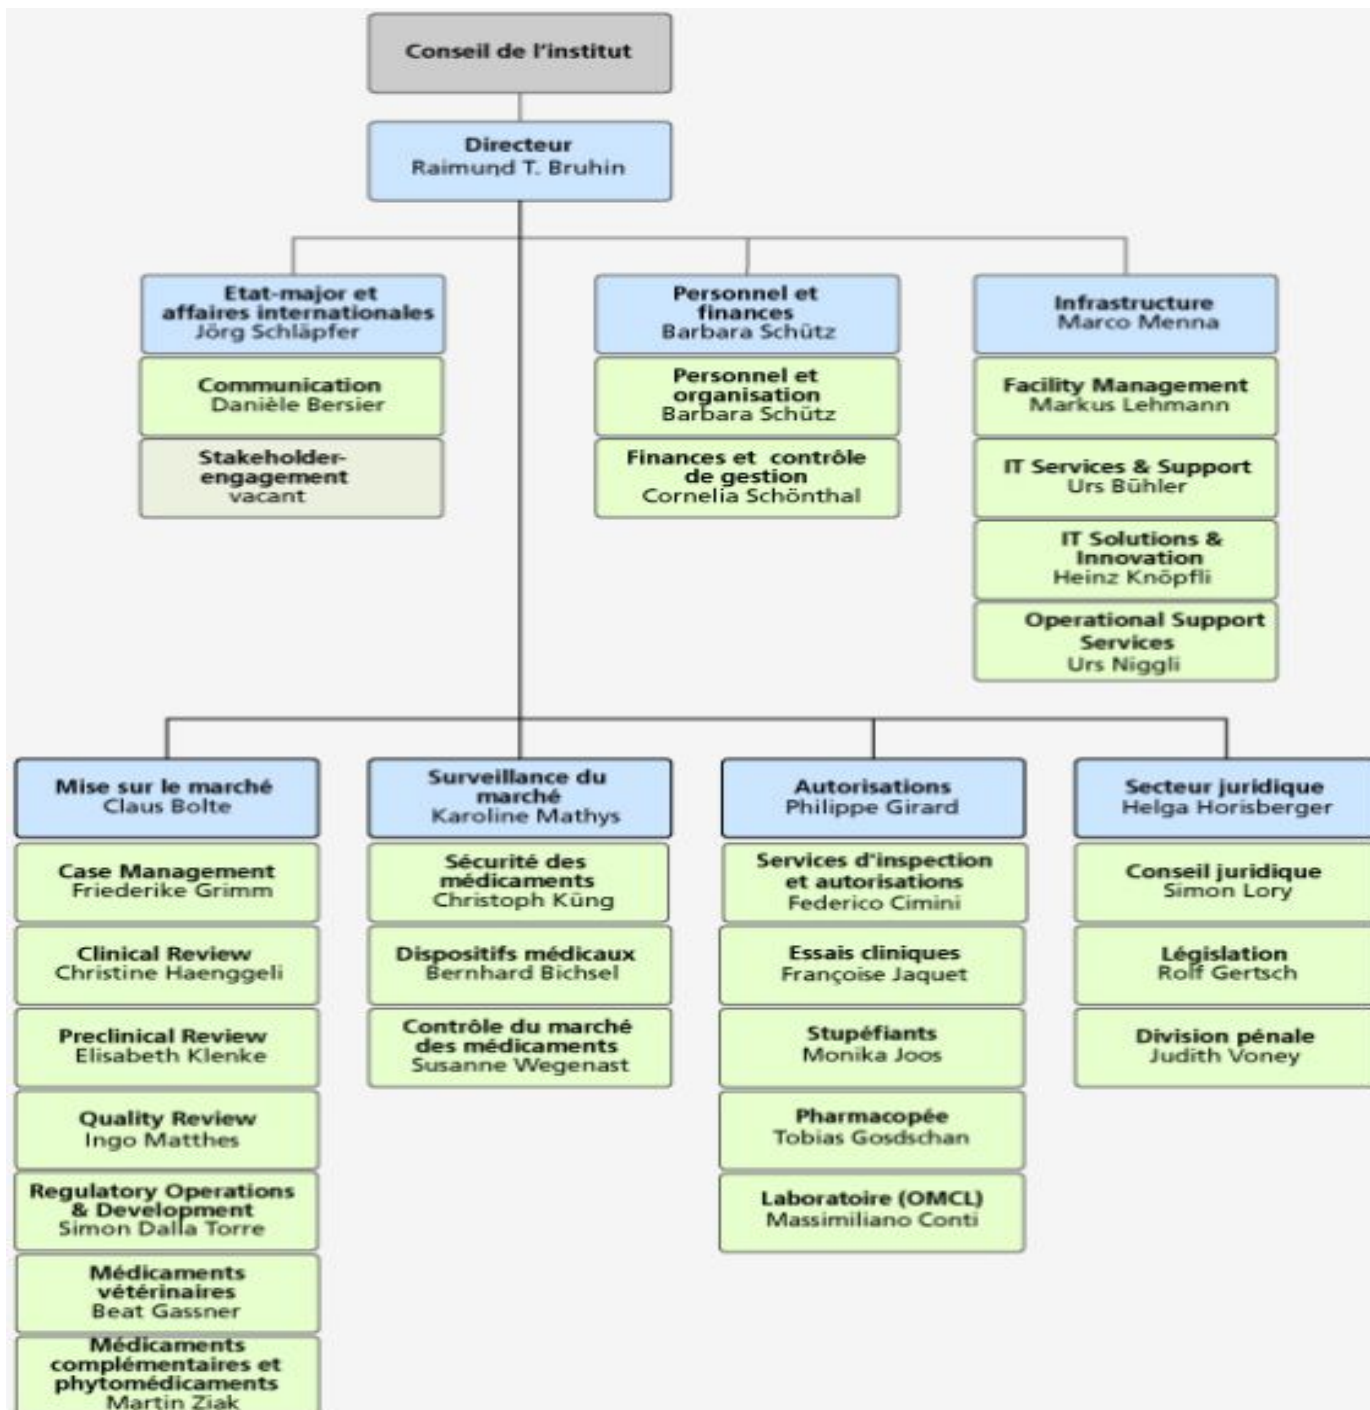 Conseil de l'institut
Directeur
Raimund T. Bruhin
Etat-major et
affaires internationales
Jörg Schläpfer
Communication
Danièle Bersier
Stakeholder-
engagement
vacant
Personnel et
finances
Barbara Schütz
Personnel et
organisation
Barbara Schütz
Finances et contrôle
de gestion
Cornelia Schönthal
Infrastructure
Marco Menna
Facility Management
Markus Lehmann
IT Services & Support
Urs Bühler
IT Solutions &
Innovation
Heinz Knöpfli
Operational Support
Services
Urs Niggli
Mise sur le marché
Claus Bolte
Case Management
Friederike Grimm
Clinical Review
Christine Haenggeli
Preclinical Review
Elisabeth Klenke
Quality Review
Ingo Matthes
Regulatory Operations
& Development
Simon Dalla Torre
Médicaments
vétérinaires
Beat Gassner
Médicaments
complémentaires et
phytomédicaments
Martin Ziak
Surveillance du
marché
Karoline Mathys
Sécurité des
médicaments
Christoph Küng
Dispositifs médicaux
Bernhard Bichsel
Contrôle du marché
des médicaments
Susanne Wegenast
Autorisations
Philippe Girard
Services d'inspection
et autorisations
Federico Cimini
Essais cliniques
Françoise Jaquet
Stupéfiants
Monika Joos
Pharmacopée
Tobias Gosdschan
Laboratoire (OMCL)
Massimiliano Conti
Secteur juridique
Helga Horisberger
Conseil juridique
Simon Lory
Législation
Rolf Gertsch
Division pénale
Judith Voney